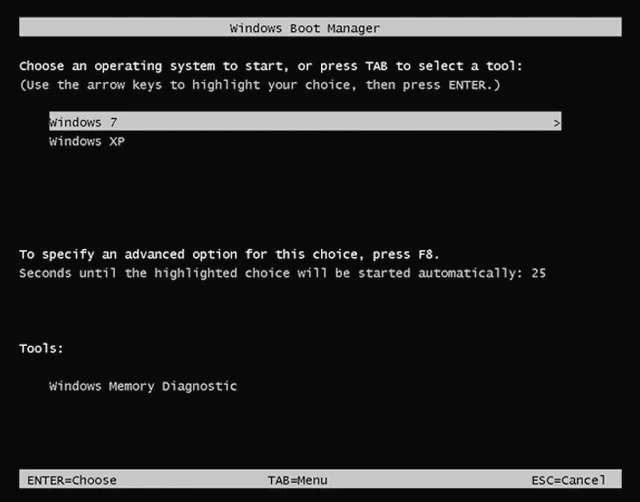 Windows Boot Manager
Choose an operating system to start, or press TAB to select a tool:
(Use the arrow keys to highlight your choice, then press ENTER.)
Windows 7 >
Windows XP
To specify an advanced option for this choice, press F8.
Seconds until the highlighted choice will be started automatically: 25
Tools:
Windows Memory Diagnostic
ENTER=Choose TAB=Menu ESC=Cancel